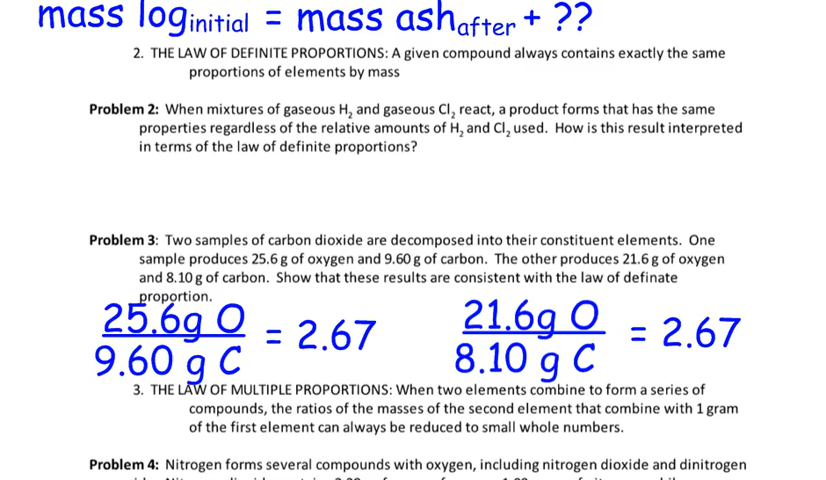 mass log initial = mass ash after + ??
2. THE LAW OF DEFINITE PROPORTIONS: A given compound always contains exactly the same
proportions of elements by mass
Problem 2: When mixtures of gaseous H2 and gaseous Cl2 react, a product forms that has the same
properties regardless of the relative amounts of H2 and Cl2 used. How is this result interpreted
in terms of the law of definite proportions?
Problem 3: Two samples of carbon dioxide are decomposed into their constituent elements. One
sample produces 25.6 g of oxygen and 9.60 g of carbon. The other produces 21.6 g of oxygen
and 8.10 g of carbon. Show that these results are consistent with the law of definate
proportion.
25.6g O
9.60 g C
= 2.67
21.6g O
8.10 g C
= 2.67
3. THE LAW OF MULTIPLE PROPORTIONS: When two elements combine to form a series of
compounds, the ratios of the masses of the second element that combine with 1 gram
of the first element can always be reduced to small whole numbers.
Problem 4: Nitrogen forms several compounds with oxygen, including nitrogen dioxide and dinitrogen